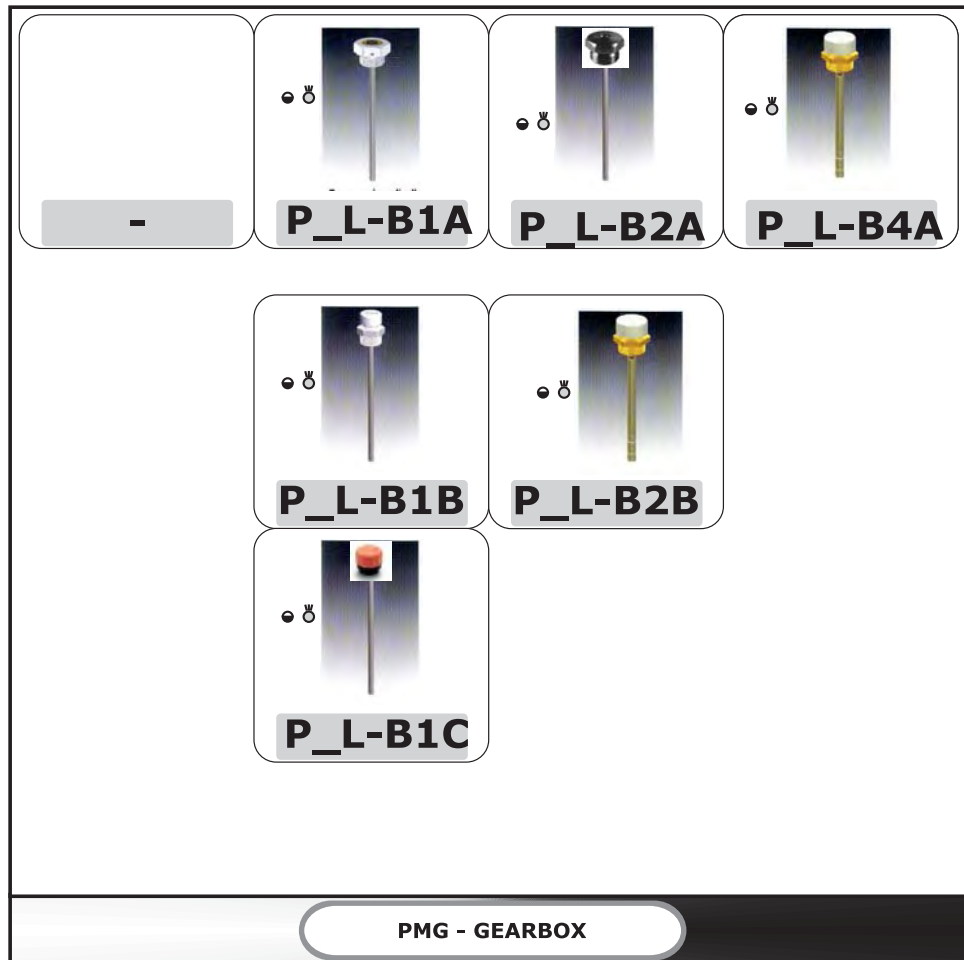 -
P_L-B1A
P_L-B2A
P_L-B4A
P_L-B1B
P_L-B2B
P_L-B1C
PMG - GEARBOX